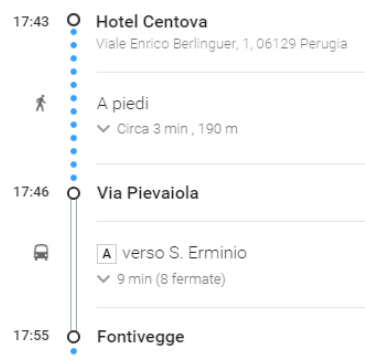 17:43 Hotel Centova
Viale Enrico Berlinguer, 1, 06129 Perugia
A piedi
Circa 3 min , 190 m
17:46 Via Pievaiola
A verso S. Erminio
9 min (8 fermate)
17:55 Fontivegge